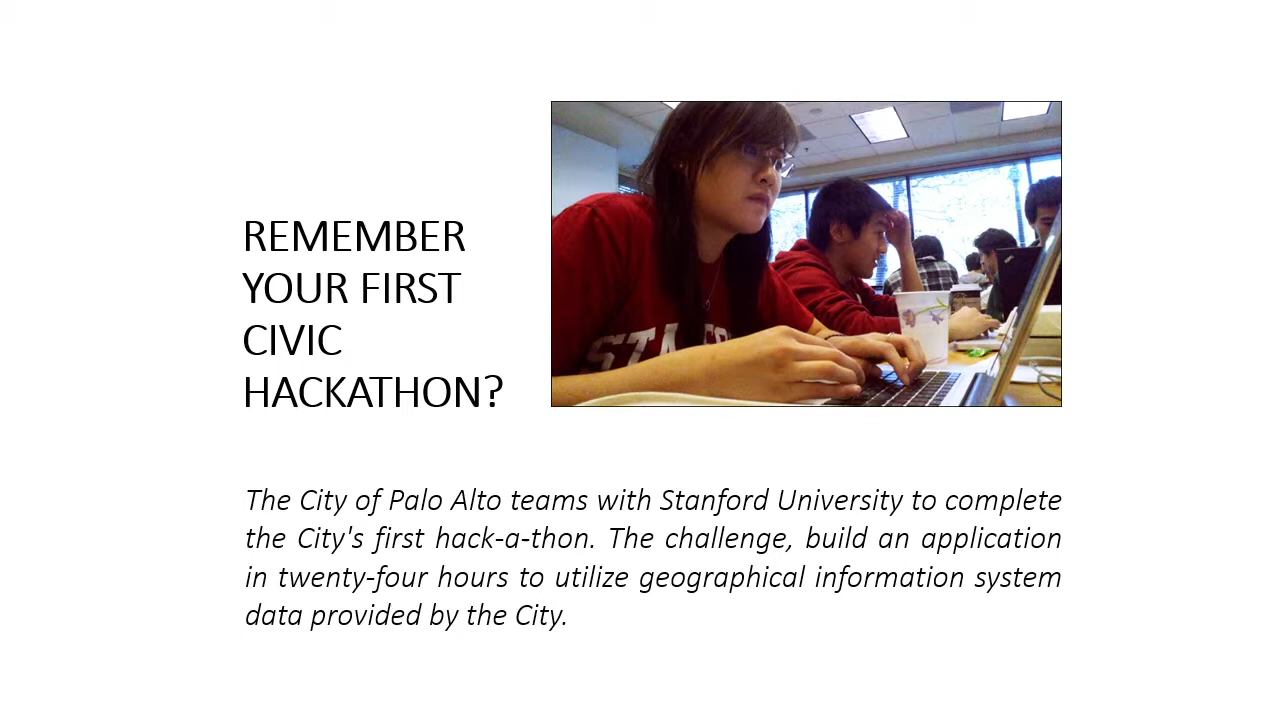 REMEMBER
YOUR FIRST
CIVIC
HACKATHON?
STA
The City of Palo Alto teams with Stanford University to complete
the City's first hack-a-thon. The challenge, build an application
in twenty-four hours to utilize geographical information system
data provided by the City.